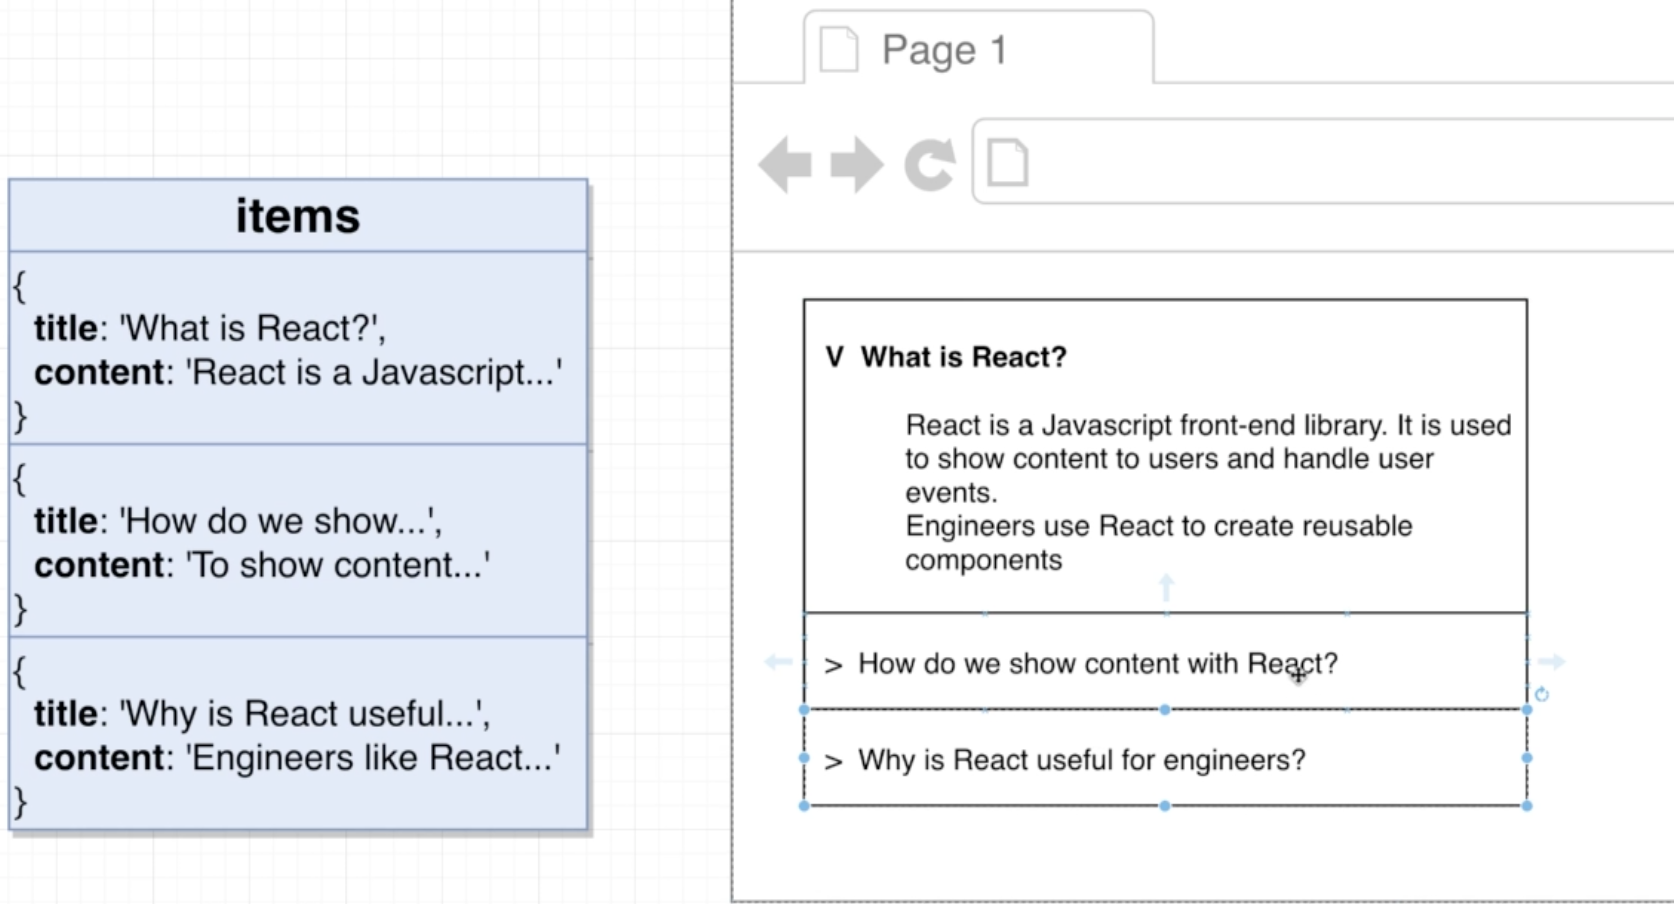 Page 1
items
{
title: 'What is React?',
content: 'React is a Javascript...'
}
{
title: 'How do we show...',
content: 'To show content...'
}
{
title: 'Why is React useful...',
content: 'Engineers like React...'
}
V What is React?
React is a Javascript front-end library. It is used
to show content to users and handle user
events.
Engineers use React to create reusable
components
> How do we show content with React?
> Why is React useful for engineers?